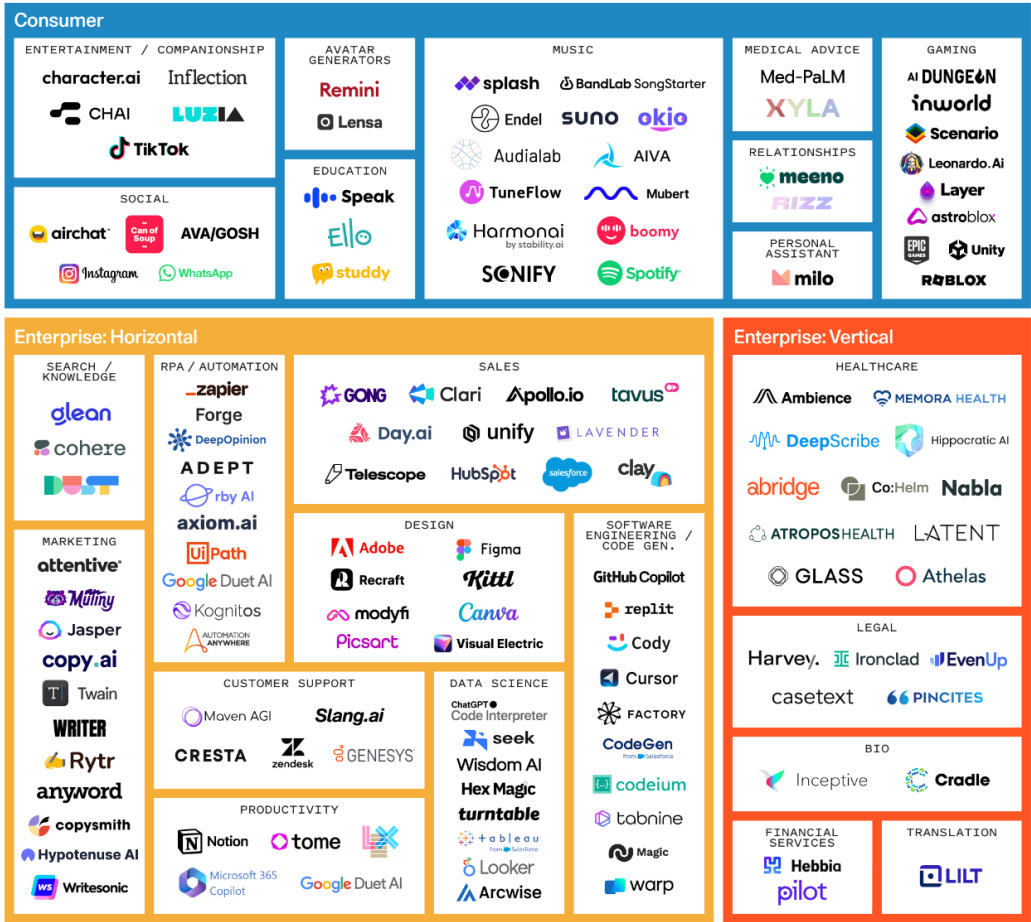 Consumer
ENTERTAINMENT / COMPANIONSHIP
character.ai Inflection
CHAI LUZIA
TikTok
SOCIAL
airchat™ Can of Soup AVA/GOSH
Instagram WhatsApp
AVATAR
GENERATORS
Remini
Lensa
EDUCATION
Speak
Ello
studdy
MUSIC
splash BandLab SongStarter
Endel suno okio
Audialab AIVA
TuneFlow Mubert
Harmonai boomy
by stability.ai
SONIFY Spotify®
MEDICAL ADVICE
Med-PaLM
XYLA
RELATIONSHIPS
meeno
RIZZ
PERSONAL
ASSISTANT
milo
GAMING
AI DUNGEON
inworld
Scenario
Leonardo.Ai
Layer
astroblox
EPIC GAMES Unity
ROBLOX
Enterprise: Horizontal
SEARCH /
KNOWLEDGE
glean
cohere
DUST
MARKETING
attentive®
Mutiny
Jasper
copy.ai
T Twain
WRITER
Rytr
anyword
copysmith
Hypotenuse AI
WS Writesonic
RPA / AUTOMATION
_zapier
Forge
DeepOpinion
ADEPT
rby AI
axiom.ai
UiPath
Google Duet AI
Kognitos
AUTOMATION
ANYWHERE
SALES
GONG Clari Apollo.io tavus
Day.ai unify LAVENDER
Telescope HubSpot salesforce clay
DESIGN
Adobe Figma
Recraft Kittl
modyfi Canva
Picsart Visual Electric
SOFTWARE
ENGINEERING /
CODE GEN.
GitHub Copilot
replit
Cody
Cursor
FACTORY
CodeGen
from salesforce
codeium
tabnine
Magic
warp
CUSTOMER SUPPORT
Maven AGI Slang.ai
CRESTA zendesk GENESYS™
DATA SCIENCE
ChatGPT
Code Interpreter
seek
Wisdom AI
Hex Magic
turntable
+ableau
from Salesforce
Looker
Arcwise
PRODUCTIVITY
N Notion tome LEX
Microsoft 365
Copilot Google Duet AI
Enterprise: Vertical
HEALTHCARE
Ambience MEMORA HEALTH
DeepScribe Hippocratic AI
abridge Co:Helm Nabla
ATROPOS HEALTH LATENT
GLASS Athelas
LEGAL
Harvey. Ironclad EvenUp
casetext PINCITES
BIO
Inceptive Cradle
FINANCIAL
SERVICES
Hebbia
pilot
TRANSLATION
LILT